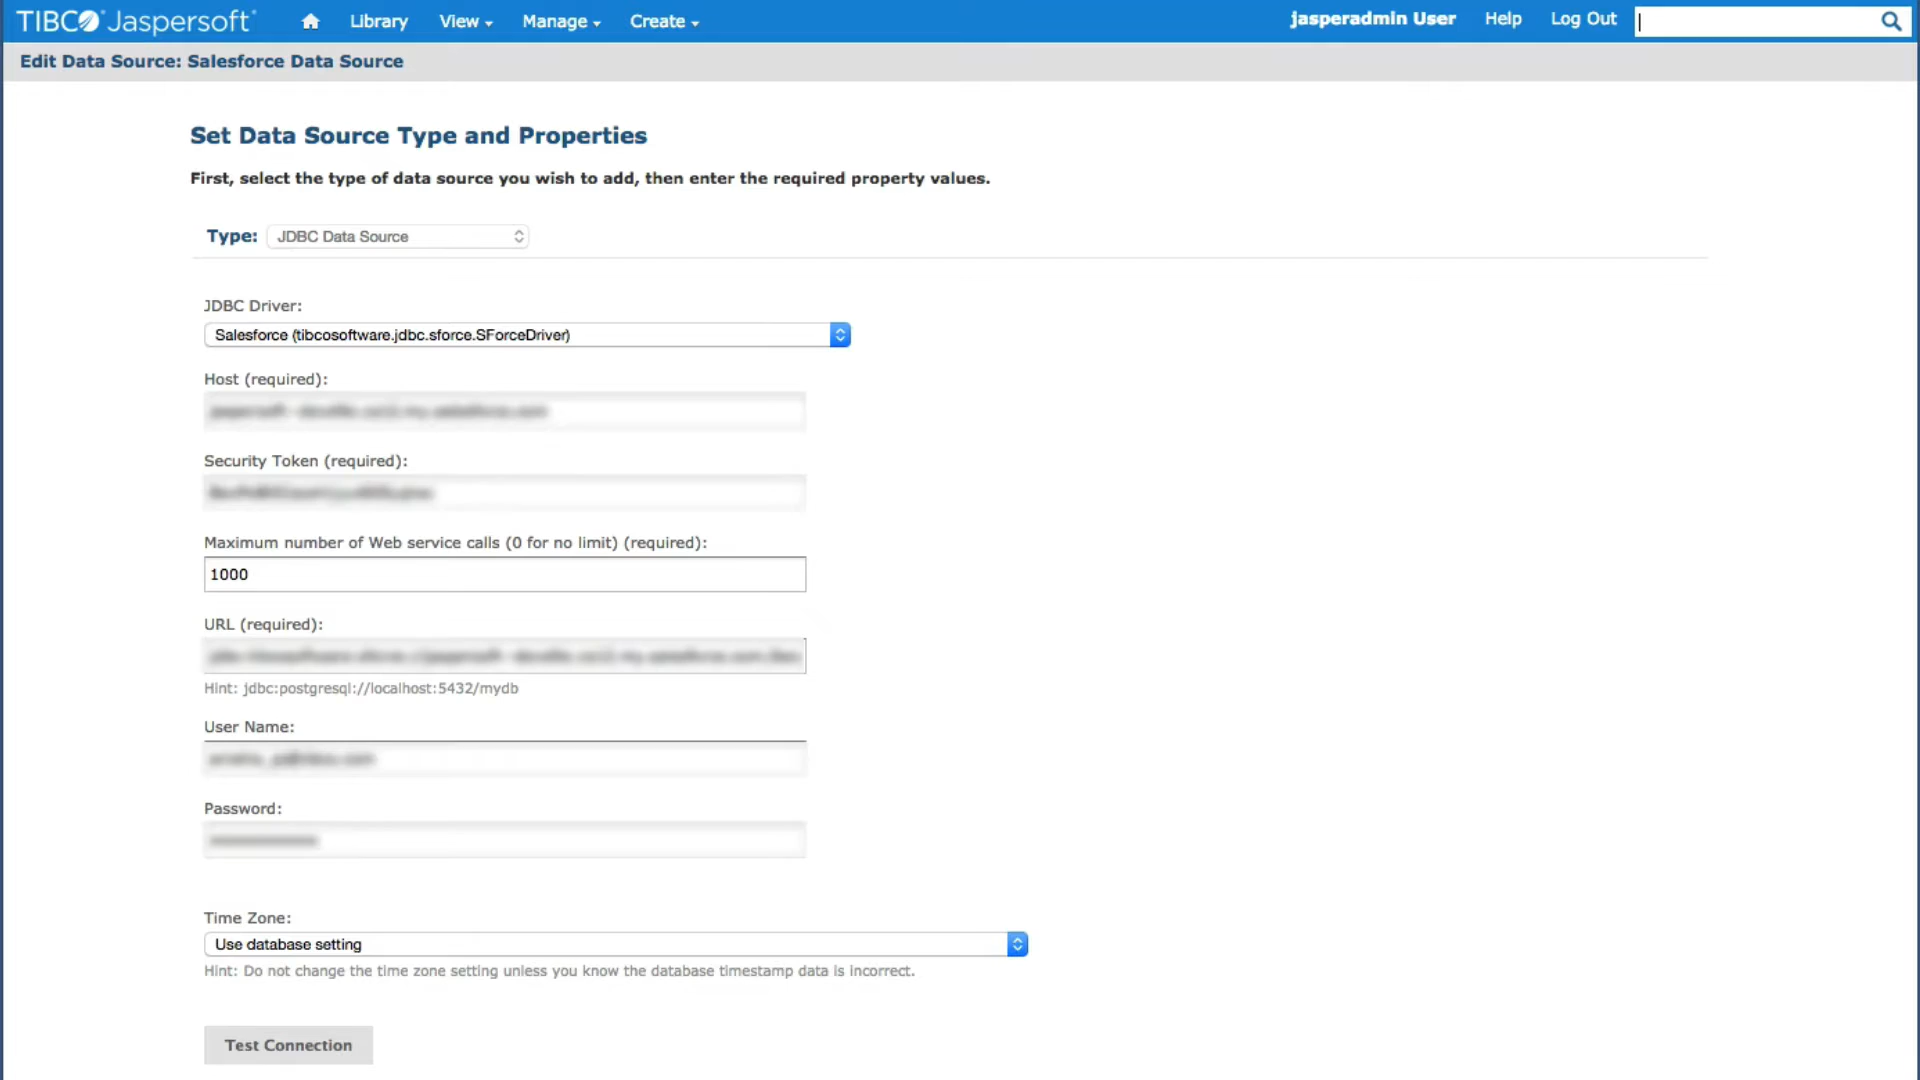 TIBCO Jaspersoft Library View Manage Create jasperadmin User Help Log Out
Edit Data Source: Salesforce Data Source
Set Data Source Type and Properties
First, select the type of data source you wish to add, then enter the required property values.
Type: JDBC Data Source
JDBC Driver:
Salesforce (tibcosoftware.jdbc.sforce.SForceDriver)
Host (required):
Security Token (required):
Maximum number of Web service calls (0 for no limit) (required):
1000
URL (required):
Hint: jdbc:postgresql://localhost:5432/mydb
User Name:
Password:
Time Zone:
Use database setting
Hint: Do not change the time zone setting unless you know the database timestamp data is incorrect.
Test Connection